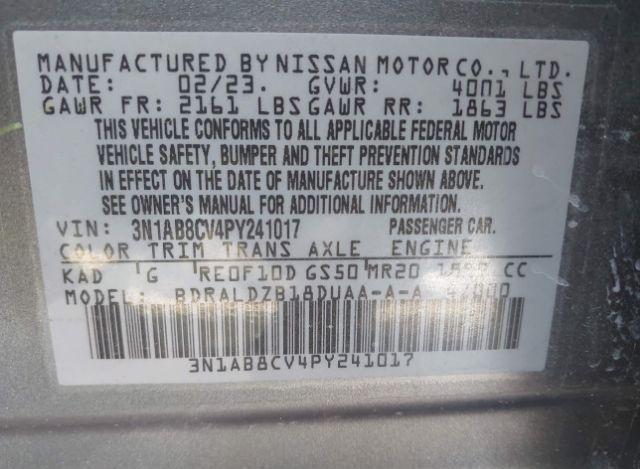 MANUFACTURED BY NISSAN MOTOR CO., LTD.
DATE: 02/23. GVWR: 4001 LBS
GAWR FR: 2161 LBS GAWR RR: 1863 LBS
THIS VEHICLE CONFORMS TO ALL APPLICABLE FEDERAL MOTOR
VEHICLE SAFETY, BUMPER AND THEFT PREVENTION STANDARDS
IN EFFECT ON THE DATE OF MANUFACTURE SHOWN ABOVE.
SEE OWNER'S MANUAL FOR ADDITIONAL INFORMATION.
VIN: 3N1AB8CV4PY241017 PASSENGER CAR.
COLOR TRIM TRANS AXLE ENGINE
KAD G RE0F10D GS50 MR20 1997 CC
MODEL: BDRALDZB18DUAA-A-A 47000
3N1AB8CV4PY241017